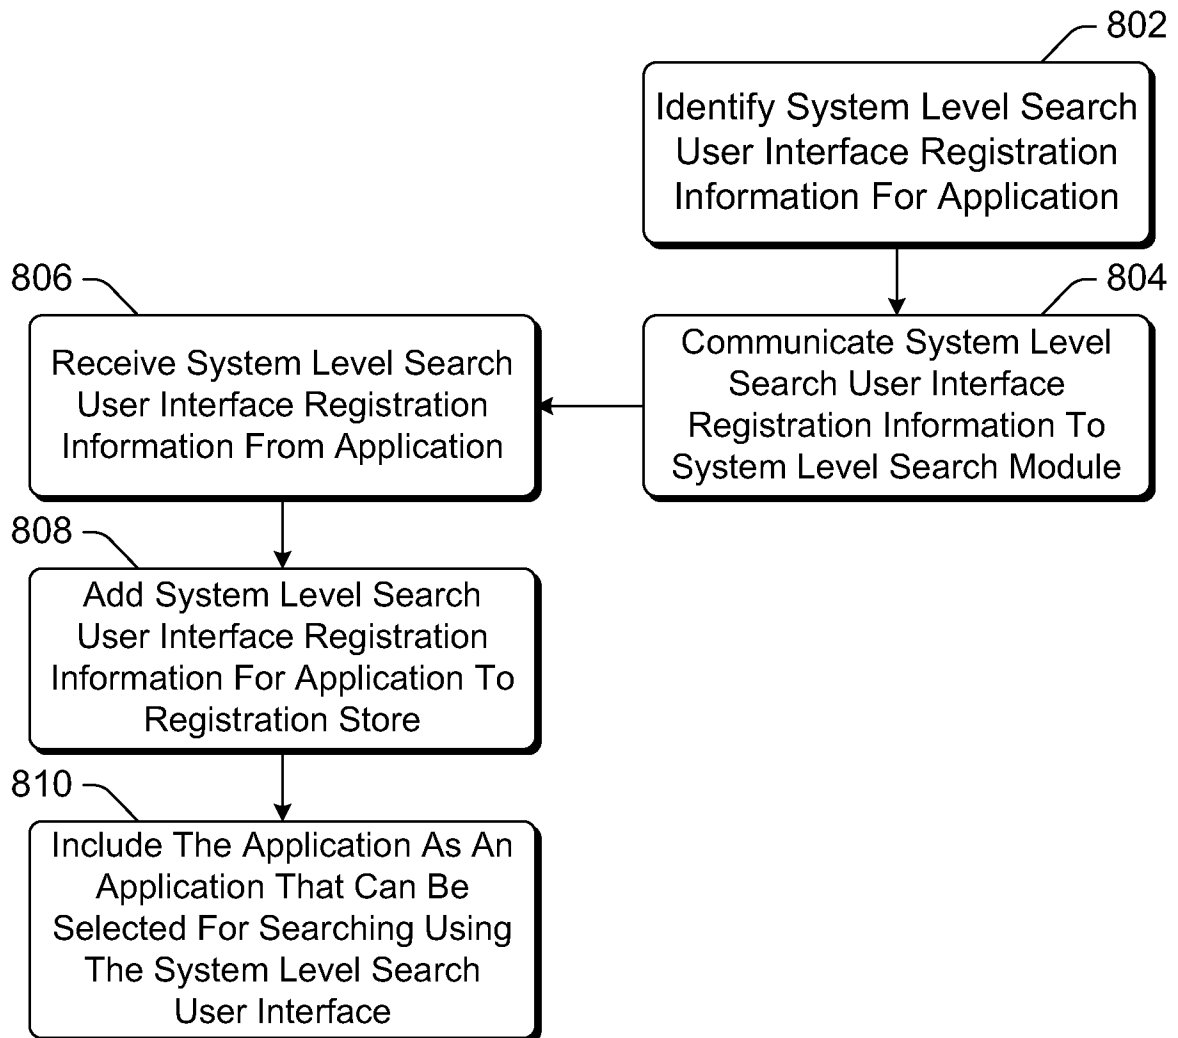 802
Identify System Level Search
User Interface Registration
Information For Application
804
Communicate System Level
Search User Interface
Registration Information To
System Level Search Module
806
Receive System Level Search
User Interface Registration
Information From Application
808
Add System Level Search
User Interface Registration
Information For Application To
Registration Store
810
Include The Application As An
Application That Can Be
Selected For Searching Using
The System Level Search
User Interface